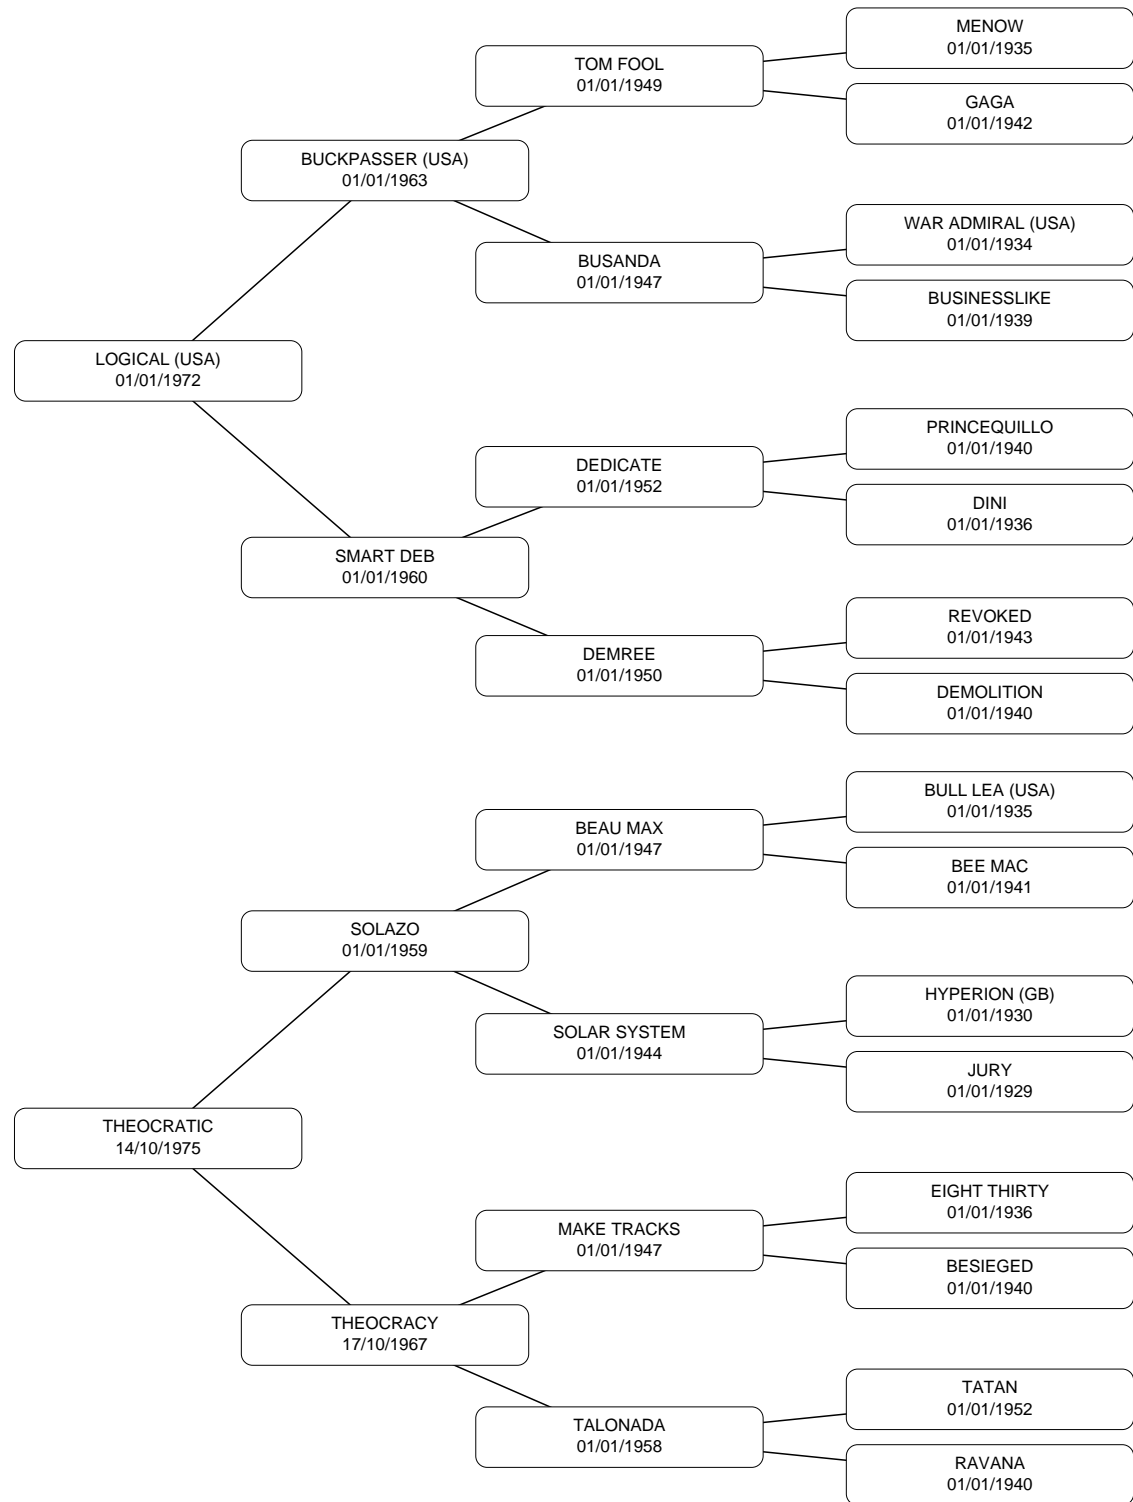 MENOW
01/01/1935
TOM FOOL
01/01/1949
GAGA
01/01/1942
BUCKPASSER (USA)
01/01/1963
WAR ADMIRAL (USA)
01/01/1934
BUSANDA
01/01/1947
BUSINESSLIKE
01/01/1939
LOGICAL (USA)
01/01/1972
PRINCEQUILLO
01/01/1940
DEDICATE
01/01/1952
DINI
01/01/1936
SMART DEB
01/01/1960
REVOKED
01/01/1943
DEMREE
01/01/1950
DEMOLITION
01/01/1940
BULL LEA (USA)
01/01/1935
BEAU MAX
01/01/1947
BEE MAC
01/01/1941
SOLAZO
01/01/1959
HYPERION (GB)
01/01/1930
SOLAR SYSTEM
01/01/1944
JURY
01/01/1929
THEOCRATIC
14/10/1975
EIGHT THIRTY
01/01/1936
MAKE TRACKS
01/01/1947
BESIEGED
01/01/1940
THEOCRACY
17/10/1967
TATAN
01/01/1952
TALONADA
01/01/1958
RAVANA
01/01/1940